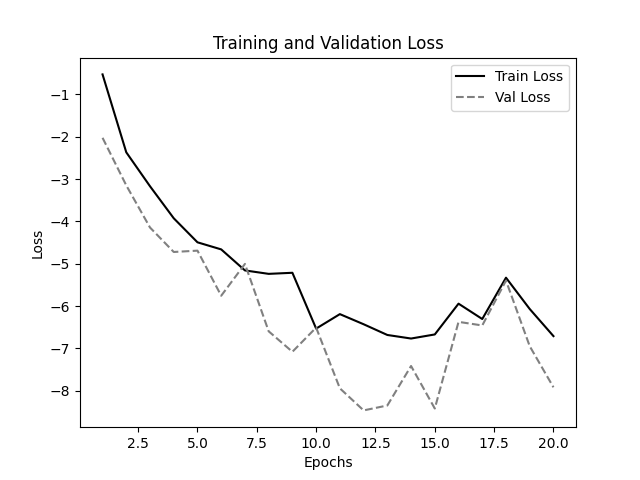 Training and Validation Loss
Train Loss
Val Loss
−1
−2
−3
−4
−5
−6
−7
−8
Loss
2.5 5.0 7.5 10.0 12.5 15.0 17.5 20.0
Epochs